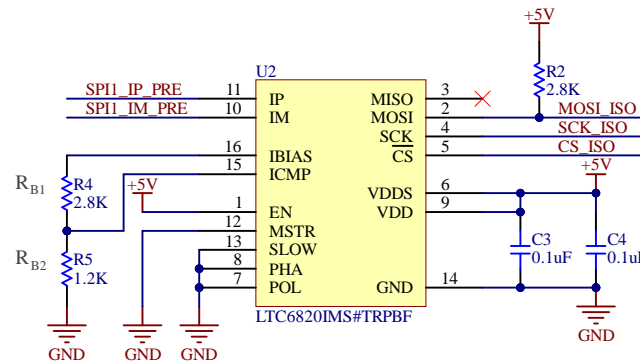 +5V
U2
R2
2.8K
SPI1_IP_PRE
11
IP
MISO
3
SPI1_IM_PRE
10
IM
MOSI
2
MOSI_ISO
SCK
4
SCK_ISO
16
IBIAS
CS
5
CS_ISO
15
ICMP
+5V
RB1
R4
2.8K
+5V
VDDS
6
1
EN
VDD
9
12
MSTR
RB2
R5
1.2K
13
SLOW
C3
0.1uF
C4
0.1u
8
PHA
7
POL
GND
14
LTC6820IMS#TRPBF
GND
GND
GND
GND